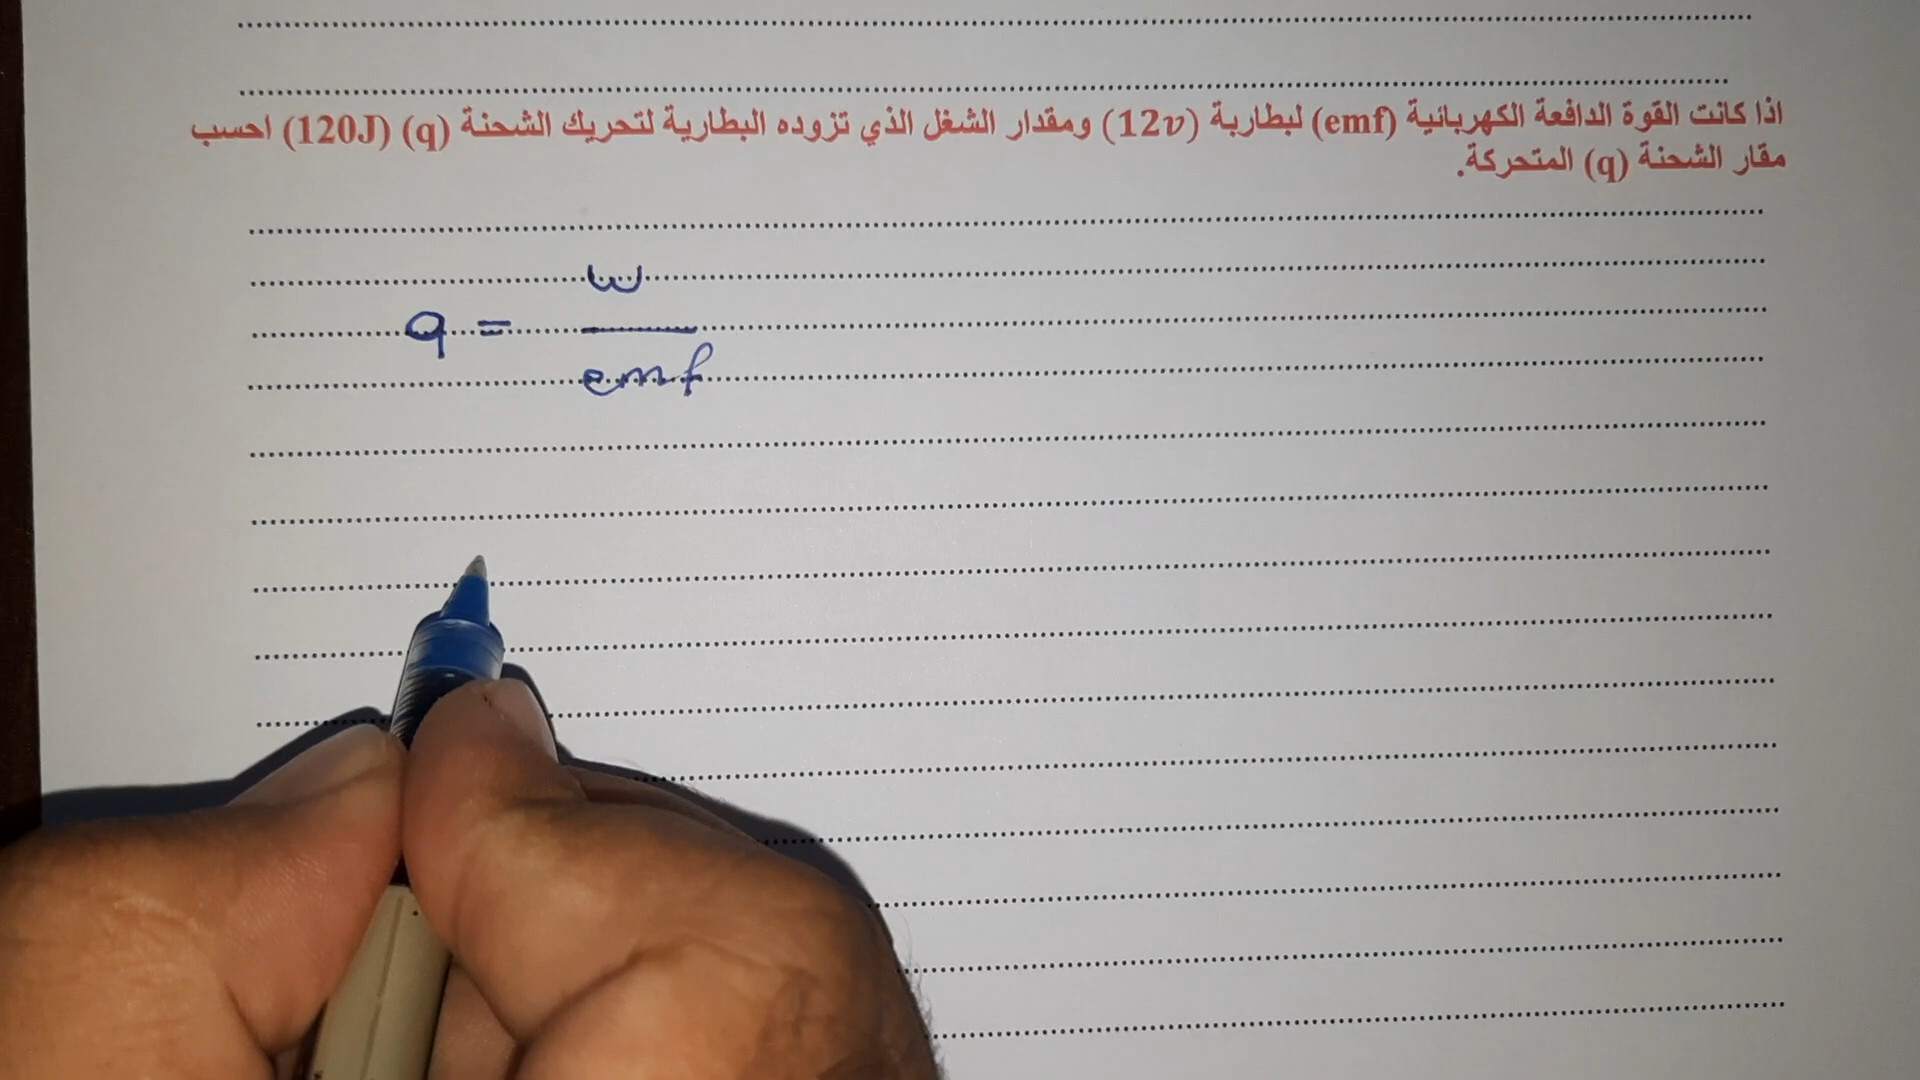 اذا كانت القوة الدافعة الكهربائية (emf) لبطاربة (12v) ومقدار الشغل الذي تزوده البطارية لتحريك الشحنة (q) (120J) احسب
مقار الشحنة (q) المتحركة.
q = w
emf